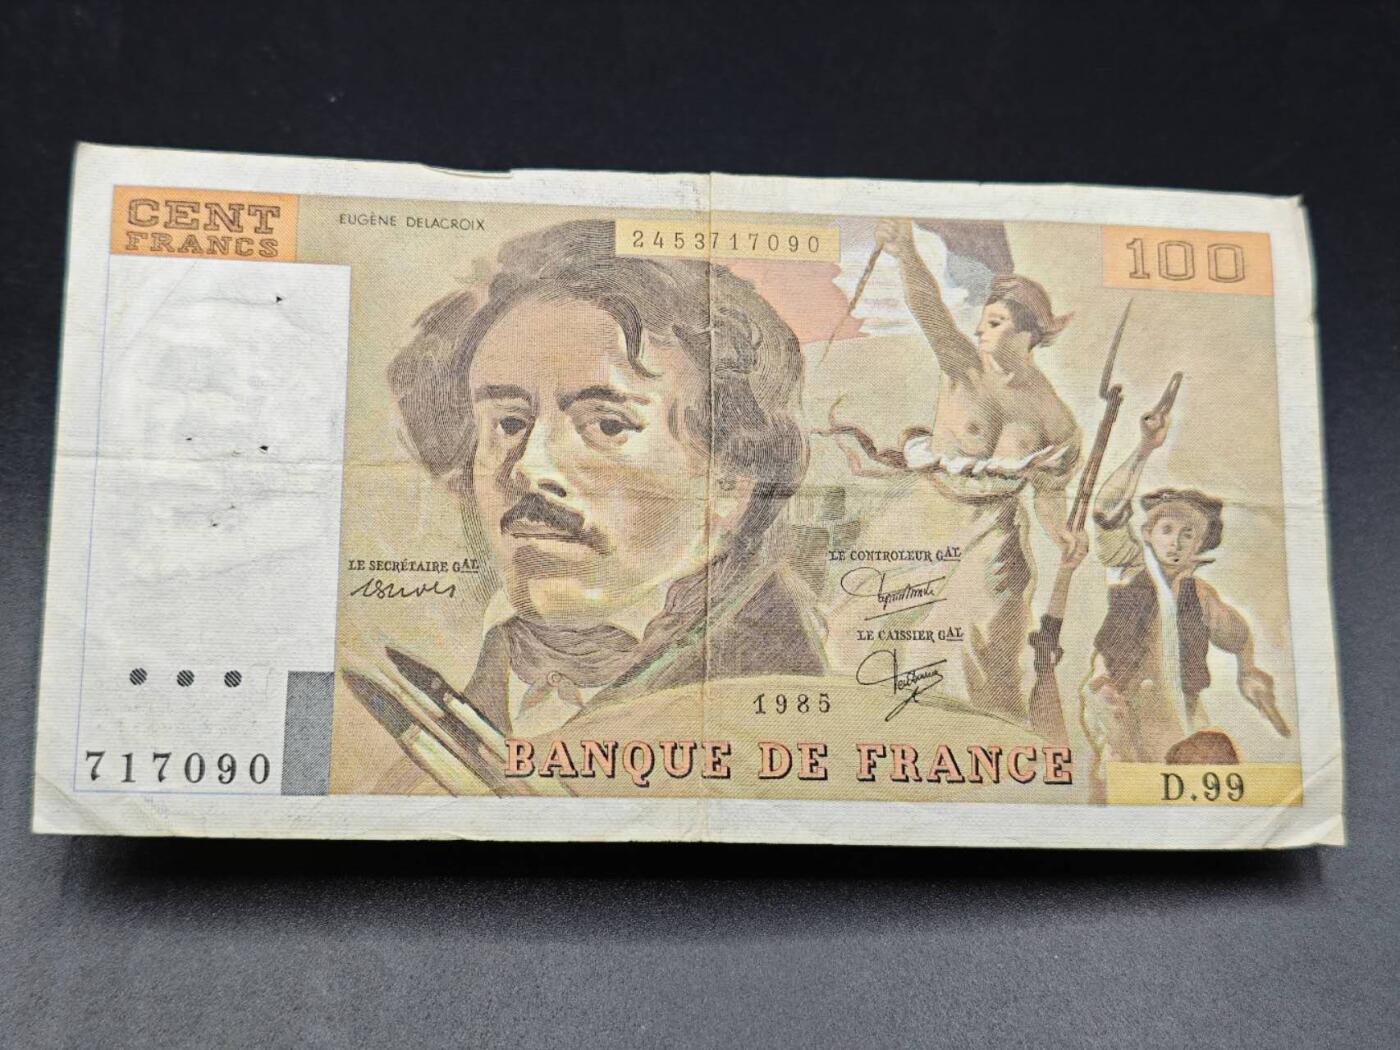 CENT
FRANCS
EUGÈNE DELACROIX
2453717090
100
LE SECRÉTAIRE GAL
LE CONTROLEUR GAL
LE CAISSIER GAL
1985
BANQUE DE FRANCE
717090
D.99